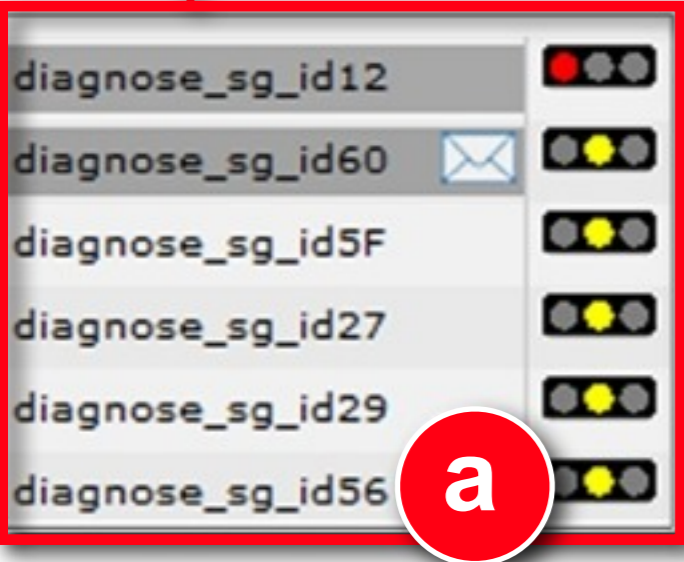 diagnose_sg_id12
diagnose_sg_id60
diagnose_sg_id5F
diagnose_sg_id27
diagnose_sg_id29
diagnose_sg_id56
a